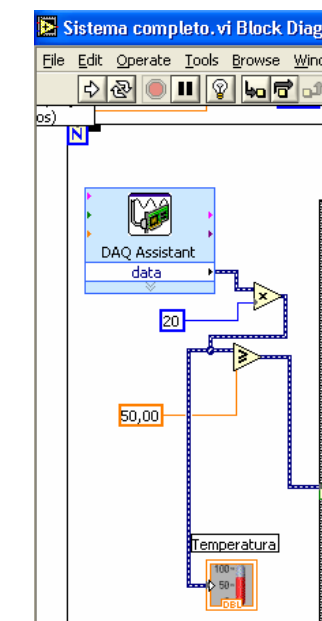 Sistema completo.vi Block Diag
File Edit Operate Tools Browse Wind
os)
N
DAQ Assistant
data
x
20
≥
50,00
Temperatura
100-
50-
DBL